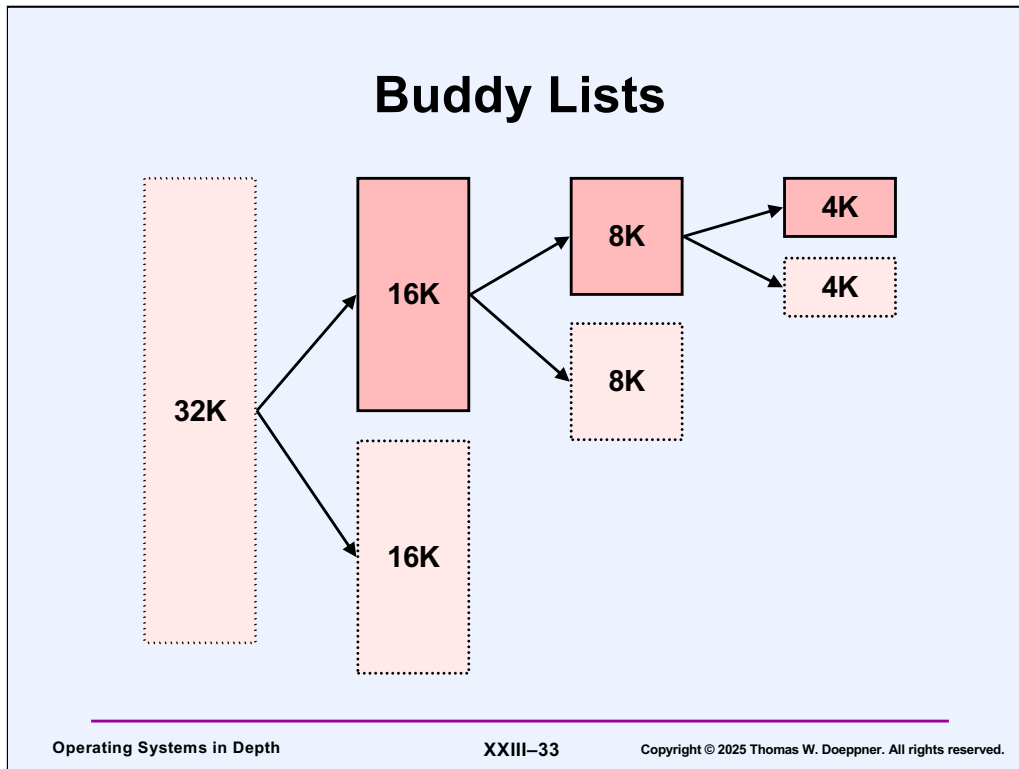 Buddy Lists
32K
16K
16K
8K
8K
4K
4K
Operating Systems in Depth
XXIII–33
Copyright © 2025 Thomas W. Doeppner. All rights reserved.